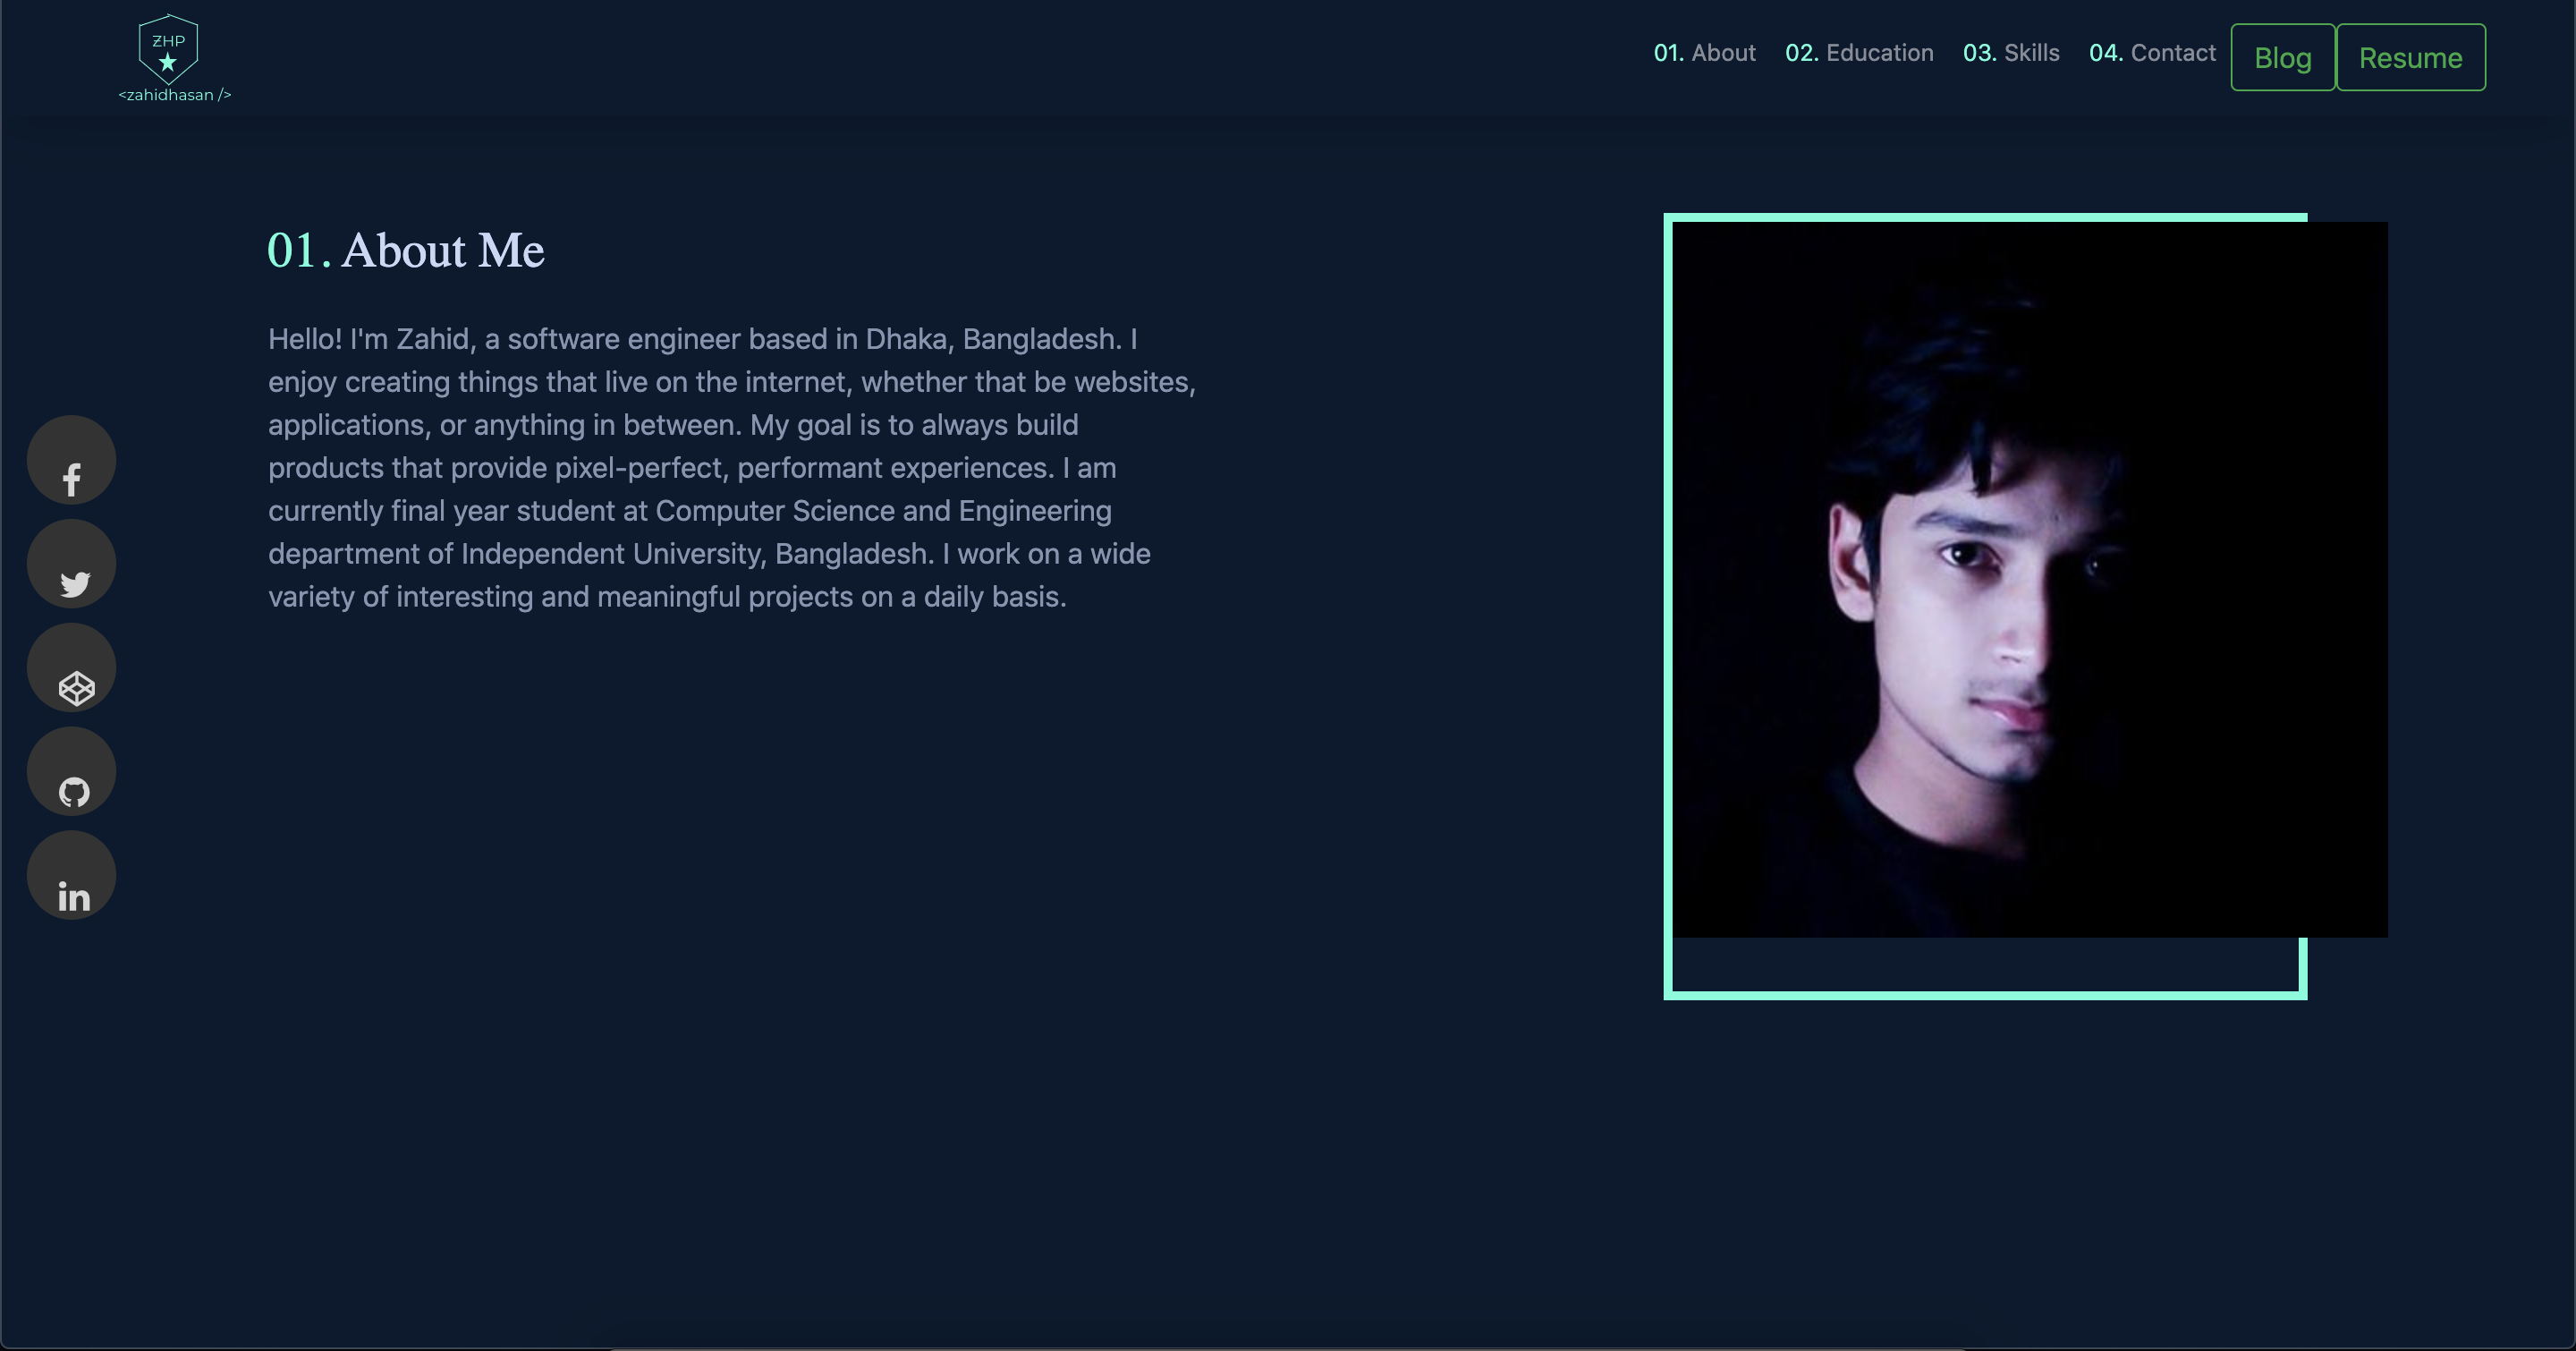 ZHP
<zahidhasan />
01. About 02. Education 03. Skills 04. Contact Blog Resume
01. About Me
Hello! I'm Zahid, a software engineer based in Dhaka, Bangladesh. I
enjoy creating things that live on the internet, whether that be websites,
applications, or anything in between. My goal is to always build
products that provide pixel-perfect, performant experiences. I am
currently final year student at Computer Science and Engineering
department of Independent University, Bangladesh. I work on a wide
variety of interesting and meaningful projects on a daily basis.